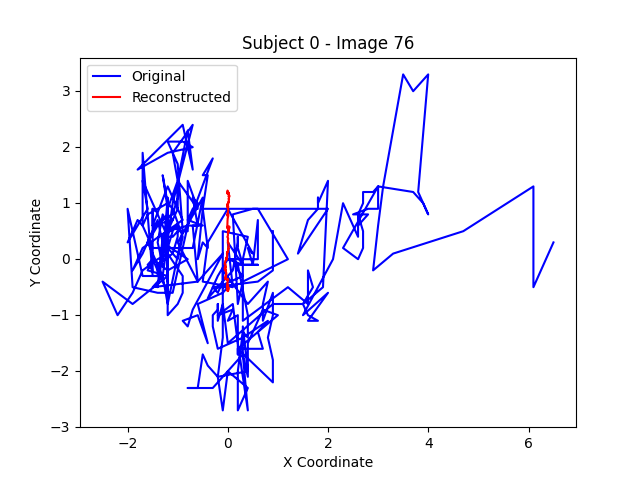 Subject 0 - Image 76
Original
Reconstructed
Y Coordinate
3
2
1
0
−1
−2
−3
−2 0 2 4 6
X Coordinate